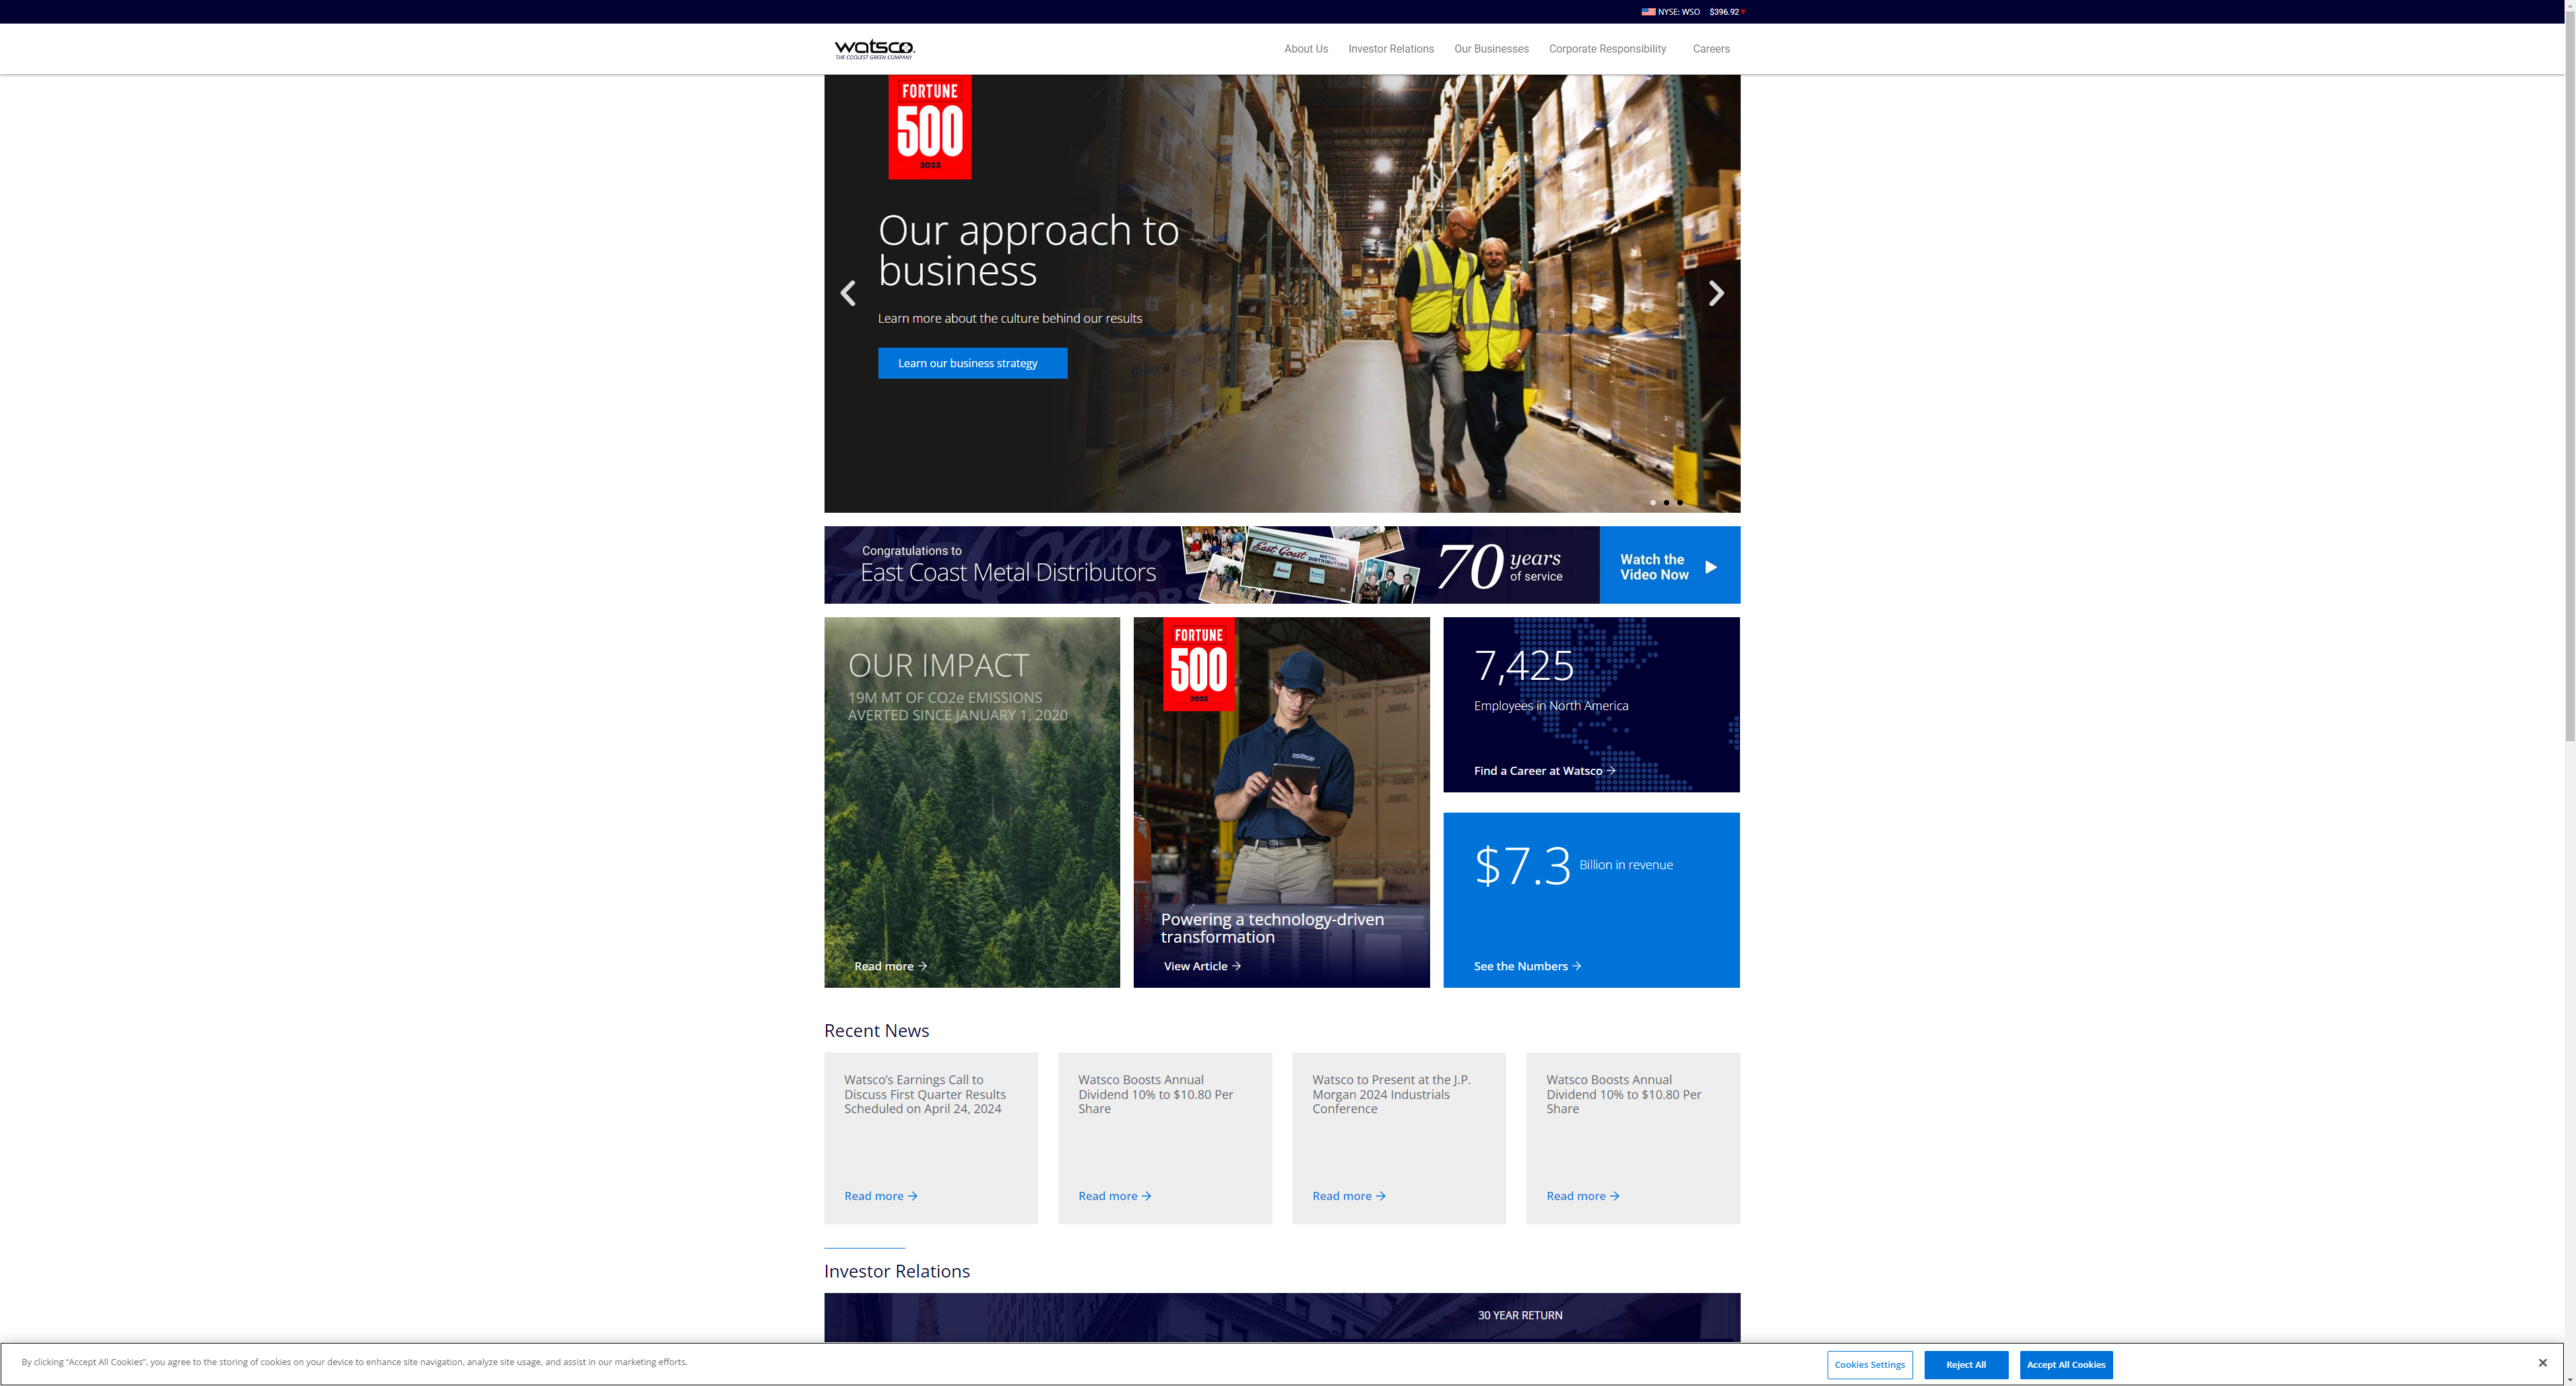 NYSE: WSO $396.92
watsco
THE COOLEST GREEN COMPANY
About Us Investor Relations Our Businesses Corporate Responsibility Careers
FORTUNE
500
2023
Our approach to
business
Learn more about the culture behind our results
Learn our business strategy
Congratulations to
East Coast Metal Distributors
East Coast
METAL
DISTRIBUTORS
70 years
of service
Watch the
Video Now
OUR IMPACT
19M MT OF CO2e EMISSIONS
AVERTED SINCE JANUARY 1, 2020
Read more →
FORTUNE
500
2023
watsco
Powering a technology-driven
transformation
View Article →
7,425
Employees in North America
Find a Career at Watsco →
$7.3 Billion in revenue
See the Numbers →
Recent News
Watsco’s Earnings Call to
Discuss First Quarter Results
Scheduled on April 24, 2024
Read more →
Watsco Boosts Annual
Dividend 10% to $10.80 Per
Share
Read more →
Watsco to Present at the J.P.
Morgan 2024 Industrials
Conference
Read more →
Watsco Boosts Annual
Dividend 10% to $10.80 Per
Share
Read more →
Investor Relations
30 YEAR RETURN
By clicking “Accept All Cookies”, you agree to the storing of cookies on your device to enhance site navigation, analyze site usage, and assist in our marketing efforts.
Cookies Settings
Reject All
Accept All Cookies